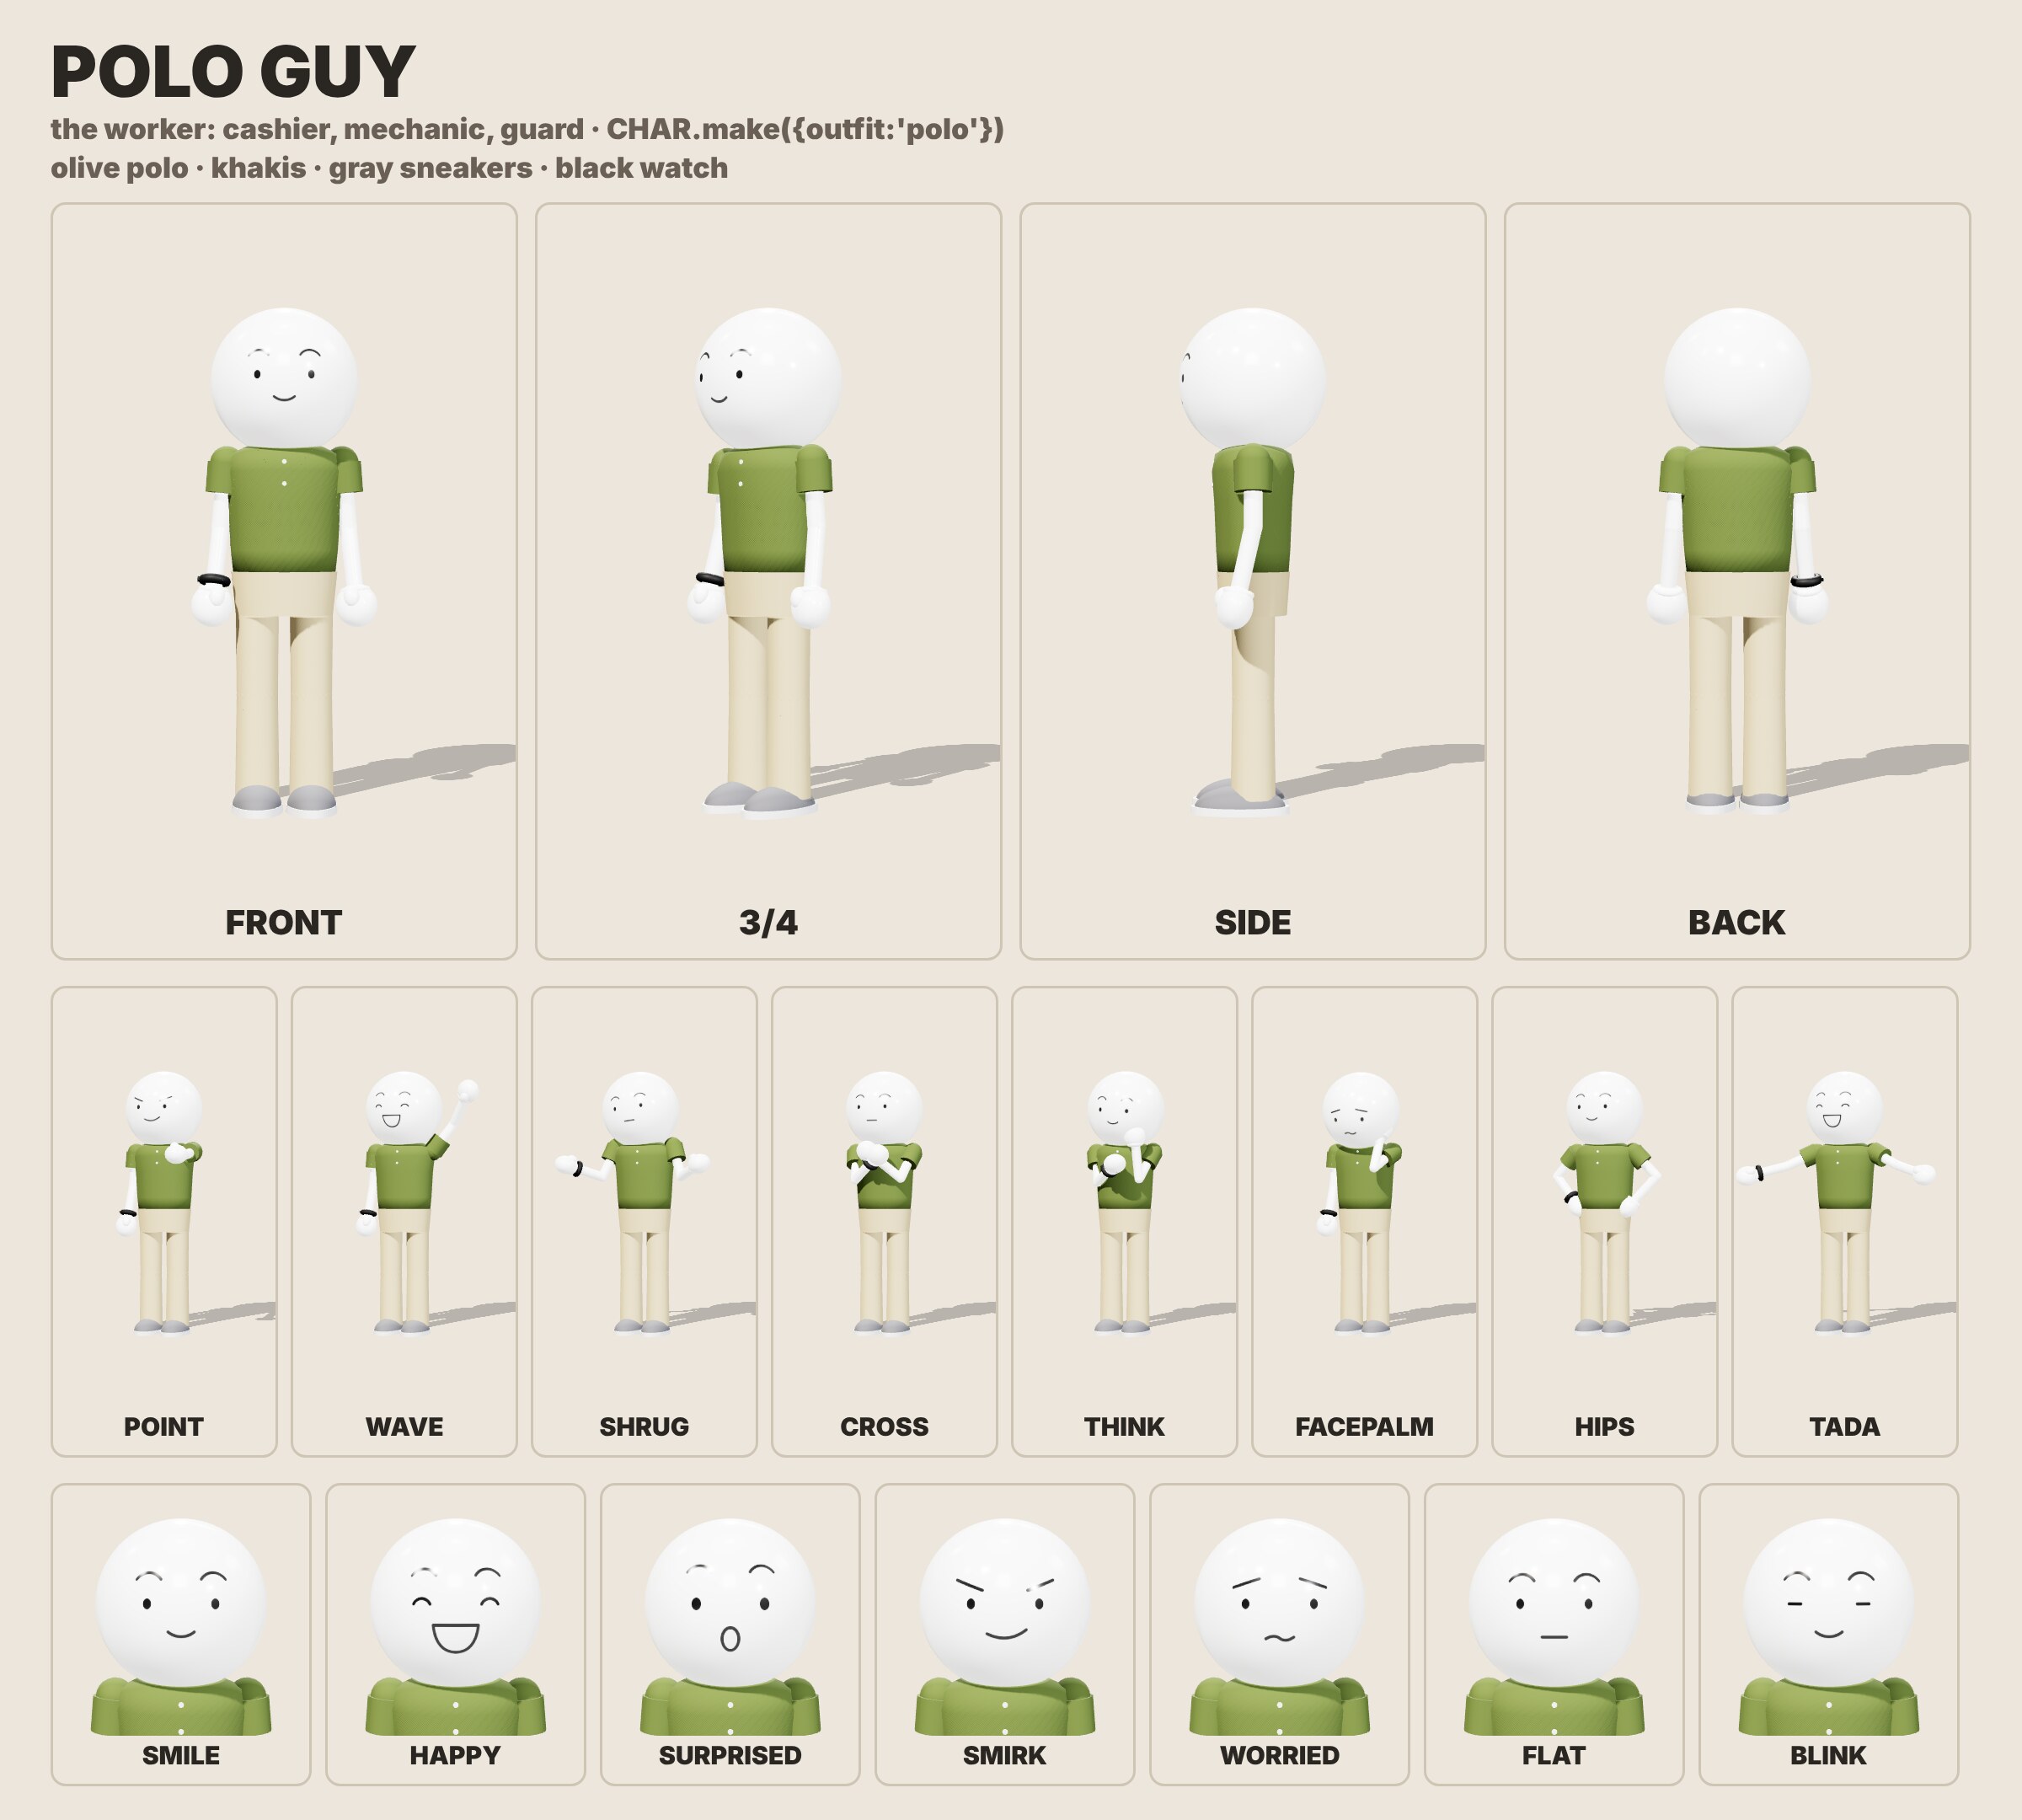 POLO GUY
the worker: cashier, mechanic, guard · CHAR.make({outfit:'polo'})
olive polo · khakis · gray sneakers · black watch
FRONT
3/4
SIDE
BACK
POINT
WAVE
SHRUG
CROSS
THINK
FACEPALM
HIPS
TADA
SMILE
HAPPY
SURPRISED
SMIRK
WORRIED
FLAT
BLINK